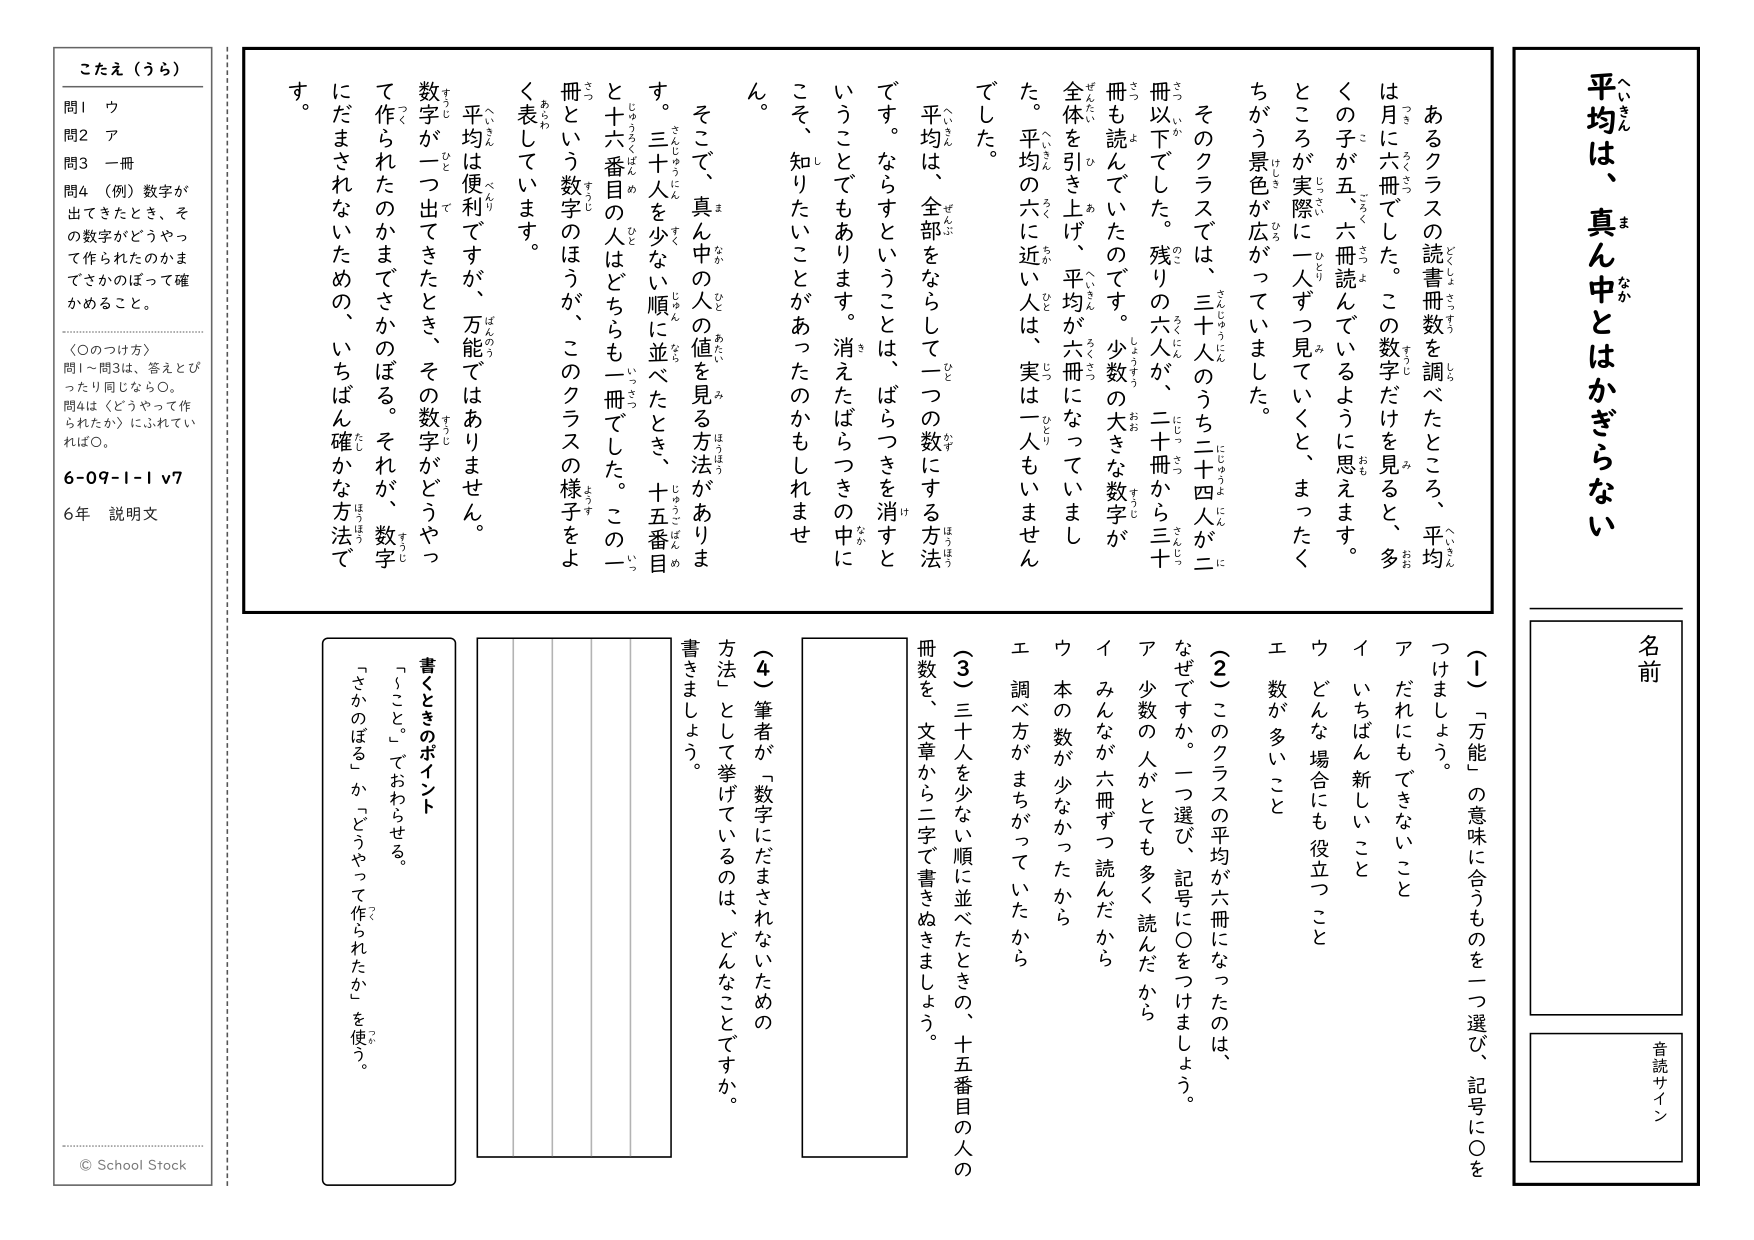 平均は、真ん中とはかぎらない
名前
音読サイン
あるクラスの読書冊数を調べたところ、平均
は月に六冊でした。この数字だけを見ると、多
くの子が五、六冊読んでいるように思えます。
ところが実際に一人ずつ見ていくと、まったく
ちがう景色が広がっていました。
そのクラスでは、三十人のうち二十四人が二
冊以下でした。残りの六人が、二十冊から三十
冊も読んでいたのです。少数の大きな数字が
全体を引き上げ、平均が六冊になっていまし
た。平均の六に近い人は、実は一人もいません
でした。
平均は、全部をならして一つの数にする方法
です。ならすということは、ばらつきを消すと
いうことでもあります。消えたばらつきの中に
こそ、知りたいことがあったのかもしれませ
ん。
そこで、真ん中の人の値を見る方法がありま
す。三十人を少ない順に並べたとき、十五番目
と十六番目の人はどちらも一冊でした。この一
冊という数字のほうが、このクラスの様子をよ
く表しています。
平均は便利ですが、万能ではありません。
数字が一つ出てきたとき、その数字がどうやっ
て作られたのかまでさかのぼる。それが、数字
にだまされないための、いちばん確かな方法で
す。
(1)「万能」の意味に合うものを一つ選び、記号に〇を
つけましょう。
ア だれにもできないこと
イ いちばん新しいこと
ウ どんな場合にも役立つこと
エ 数が多いこと
(2)このクラスの平均が六冊になったのは、
なぜですか。一つ選び、記号に〇をつけましょう。
ア 少数の人がとても多く読んだから
イ みんなが六冊ずつ読んだから
ウ 本の数が少なかったから
エ 調べ方がまちがっていたから
(3)三十人を少ない順に並べたときの、十五番目の人の
冊数を、文章から二字で書きぬきましょう。
(4)筆者が「数字にだまされないための
方法」として挙げているのは、どんなことですか。
書きましょう。
書くときのポイント
「〜こと。」でおわらせる。
「さかのぼる」か「どうやって作られたか」を使う。
こたえ（うら）
問1 ウ
問2 ア
問3 一冊
問4 （例）数字が
出てきたとき、そ
の数字がどうやっ
て作られたのかま
でさかのぼって確
かめること。
〈〇のつけ方〉
問1〜問3は、答えとぴ
ったり同じなら〇。
問4は〈どうやって作
られたか〉にふれてい
れば〇。
6-09-1-1 v7
6年 説明文
© School Stock